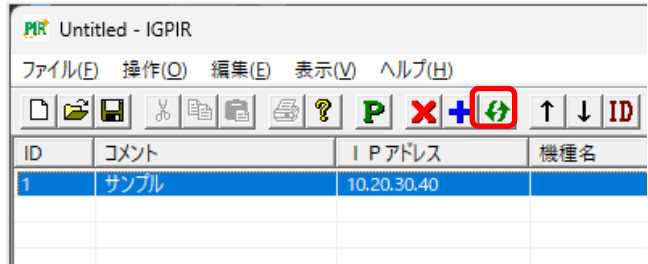 PIR Untitled - IGPIR
ファイル(F) 操作(O) 編集(E) 表示(V) ヘルプ(H)
? P ↑ ↓ ID
ID コメント ＩＰアドレス 機種名
1 サンプル 10.20.30.40